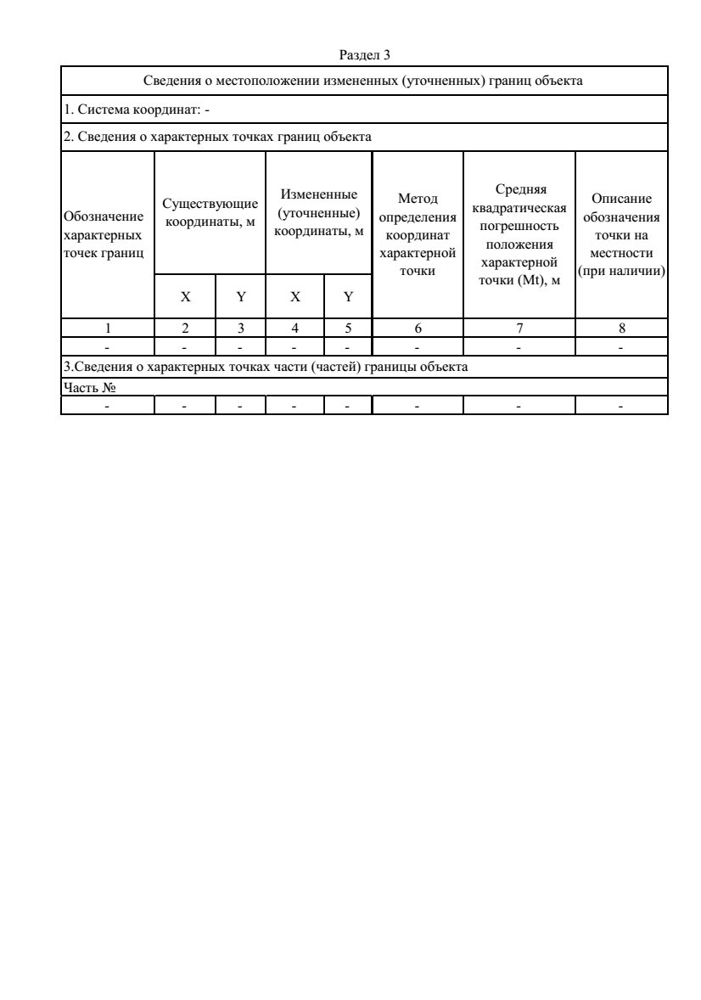 Раздел 3
Сведения о местоположении измененных (уточненных) границ объекта
1. Система координат: -
2. Сведения о характерных точках границ объекта
Обозначение
характерных
точек границ
Существующие
координаты, м
Измененные
(уточненные)
координаты, м
Метод
определения
координат
характерной
точки
Средняя
квадратическая
погрешность
положения
характерной
точки (Mt), м
Описание
обозначения
точки на
местности
(при наличии)
X Y X Y
1 2 3 4 5 6 7 8
- - - - - - - -
3.Сведения о характерных точках части (частей) границы объекта
Часть №
- - - - - - - -